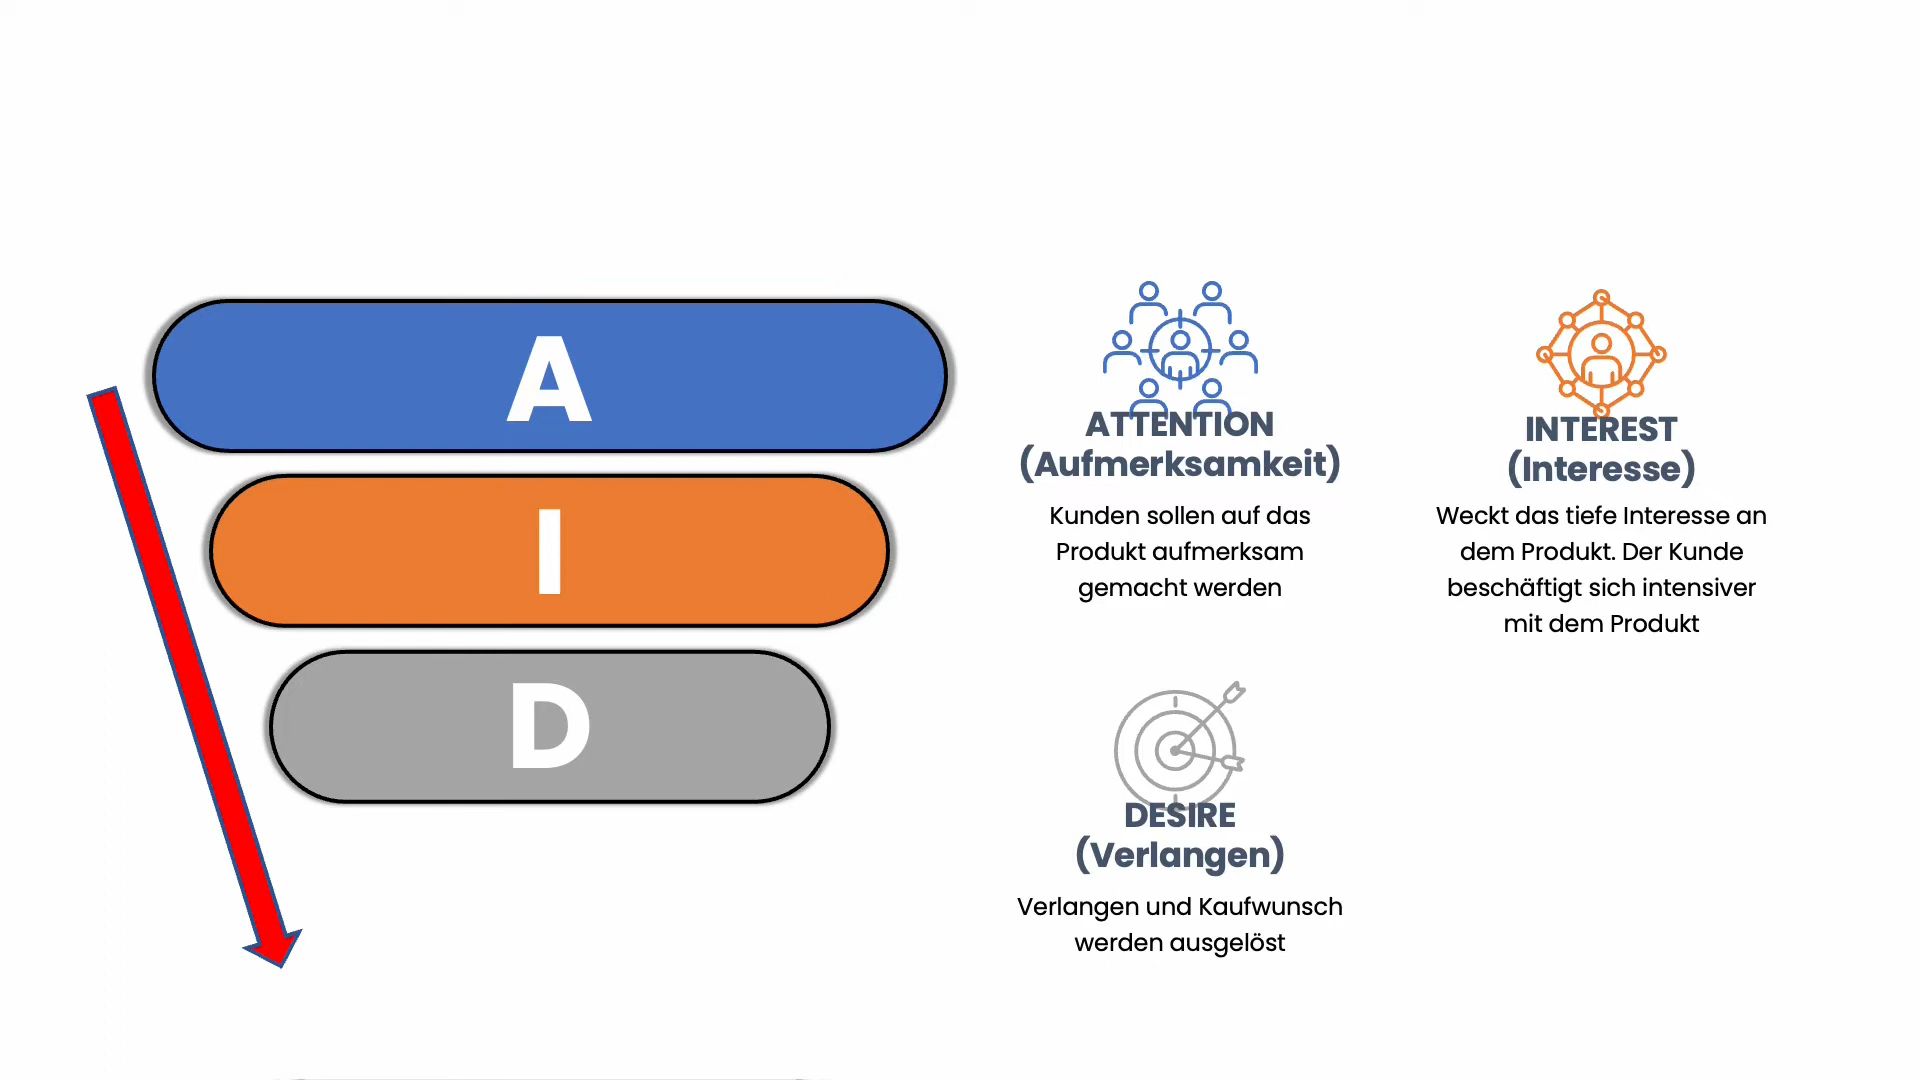 A
I
D
ATTENTION
(Aufmerksamkeit)
Kunden sollen auf das
Produkt aufmerksam
gemacht werden
INTEREST
(Interesse)
Weckt das tiefe Interesse an
dem Produkt. Der Kunde
beschäftigt sich intensiver
mit dem Produkt
DESIRE
(Verlangen)
Verlangen und Kaufwunsch
werden ausgelöst